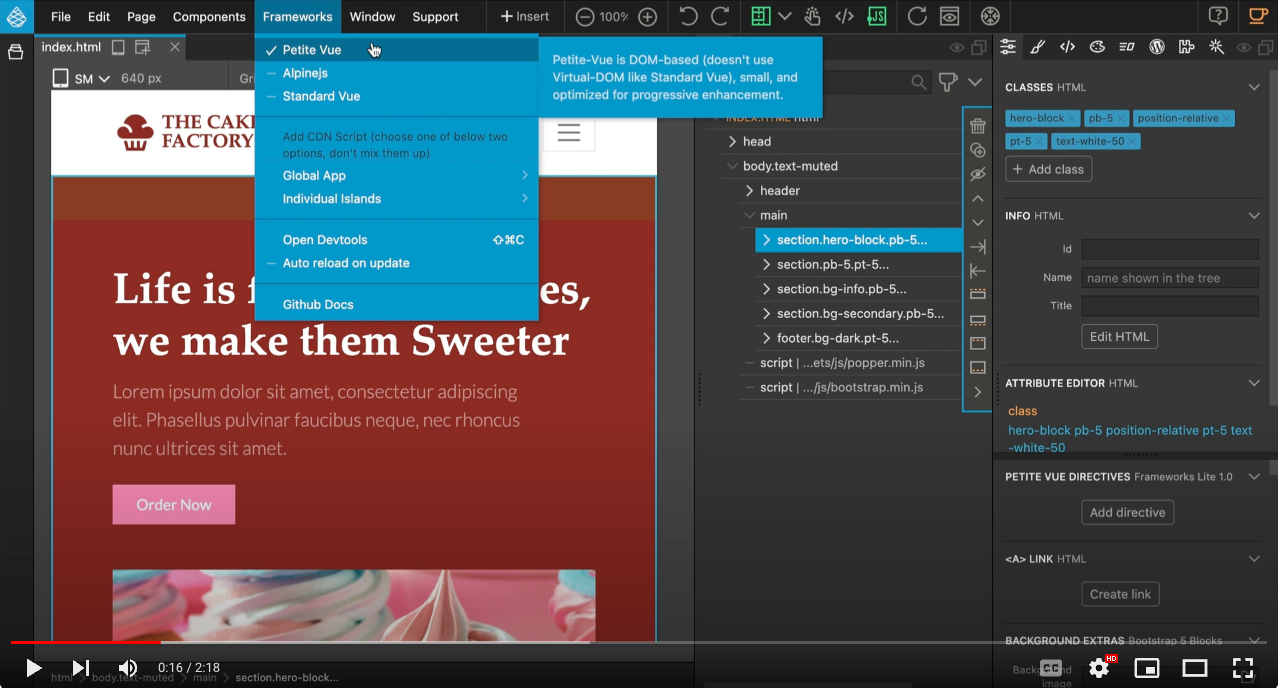 File Edit Page Components Frameworks Window Support + Insert 100% JS
index.html
SM 640 px
Petite Vue
Alpinejs
Standard Vue
Add CDN Script (choose one of below two
options, don't mix them up)
Global App
Individual Islands
Open Devtools ⇧⌘C
Auto reload on update
Github Docs
Petite-Vue is DOM-based (doesn't use
Virtual-DOM like Standard Vue), small, and
optimized for progressive enhancement.
THE CAKE
FACTORY
Life is f es,
we make them Sweeter
Lorem ipsum dolor sit amet, consectetur adipiscing
elit. Phasellus pulvinar faucibus neque, nec rhoncus
nunc ultrices sit amet.
Order Now
INDEX.HTML html
head
body.text-muted
header
main
section.hero-block.pb-5...
section.pb-5.pt-5...
section.bg-info.pb-5...
section.bg-secondary.pb-5...
footer.bg-dark.pt-5...
script | ...ets/js/popper.min.js
script | .../js/bootstrap.min.js
CLASSES HTML
hero-block × pb-5 × position-relative ×
pt-5 × text-white-50 ×
+ Add class
INFO HTML
Id
Name name shown in the tree
Title
Edit HTML
ATTRIBUTE EDITOR HTML
class
hero-block pb-5 position-relative pt-5 text
-white-50
PETITE VUE DIRECTIVES Frameworks Lite 1.0
Add directive
<A> LINK HTML
Create link
BACKGROUND EXTRAS Bootstrap 5 Blocks
image
0:16 / 2:18
CC HD
html body.text-muted main section.hero-block...